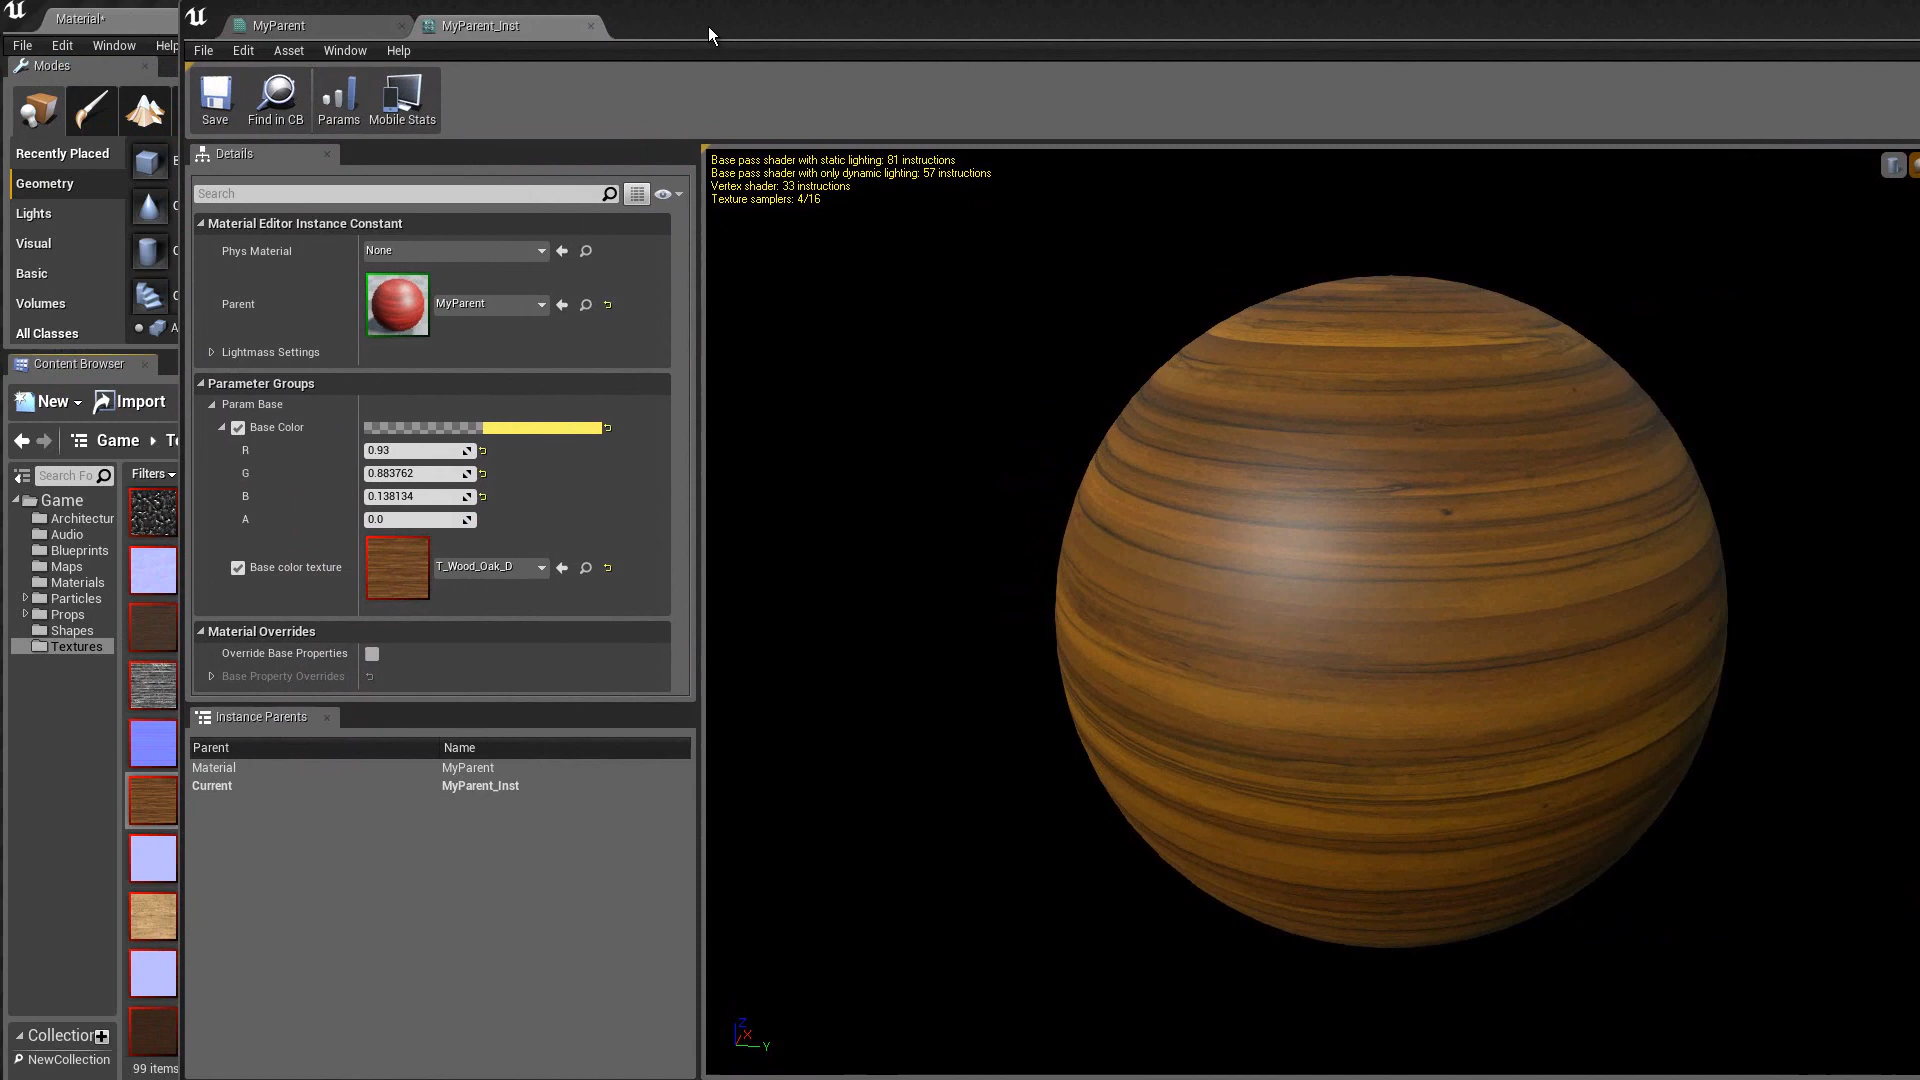 Material*
MyParent
MyParent_Inst
File Edit Window Help
File Edit Asset Window Help
Modes
Save
Find in CB
Params
Mobile Stats
Recently Placed
Geometry
Lights
Visual
Basic
Volumes
All Classes
Details
Search
Material Editor Instance Constant
Phys Material
None
Parent
MyParent
Lightmass Settings
Parameter Groups
Param Base
Base Color
R
0.93
G
0.883762
B
0.138134
A
0.0
Base color texture
T_Wood_Oak_D
Material Overrides
Override Base Properties
Base Property Overrides
Instance Parents
Parent Name
Material MyParent
Current MyParent_Inst
Content Browser
New
Import
Game
Search Fo
Filters
Game
Architectur
Audio
Blueprints
Maps
Materials
Particles
Props
Shapes
Textures
Collection
NewCollection
99 items
Base pass shader with static lighting: 81 instructions
Base pass shader with only dynamic lighting: 57 instructions
Vertex shader: 33 instructions
Texture samplers: 4/16
Z
X
Y